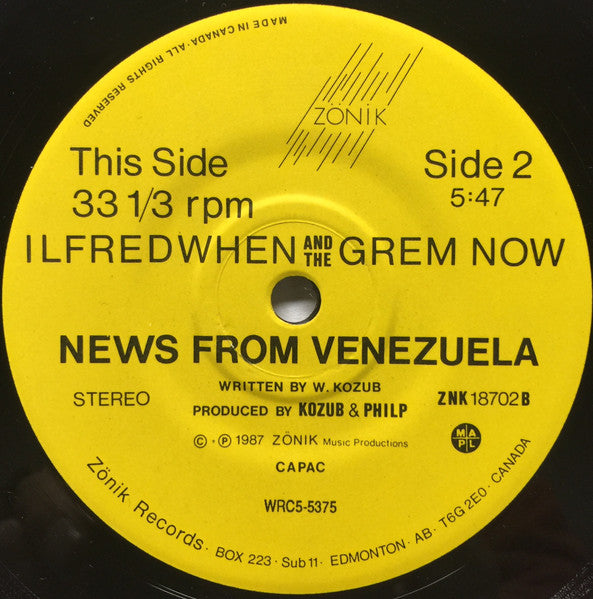 MADE IN CANADA · ALL RIGHTS RESERVED
ZÖNIK
This Side
33 1/3 rpm
Side 2
5:47
ILFREDWHEN AND THE GREM NOW
NEWS FROM VENEZUELA
WRITTEN BY W. KOZUB
STEREO
PRODUCED BY KOZUB & PHILP
ZNK 18702 B
© · ℗ 1987 ZÖNIK Music Productions
MAPL
CAPAC
WRC5-5375
Zönik Records · BOX 223 · Sub 11 · EDMONTON · AB · T6G 2E0 · CANADA